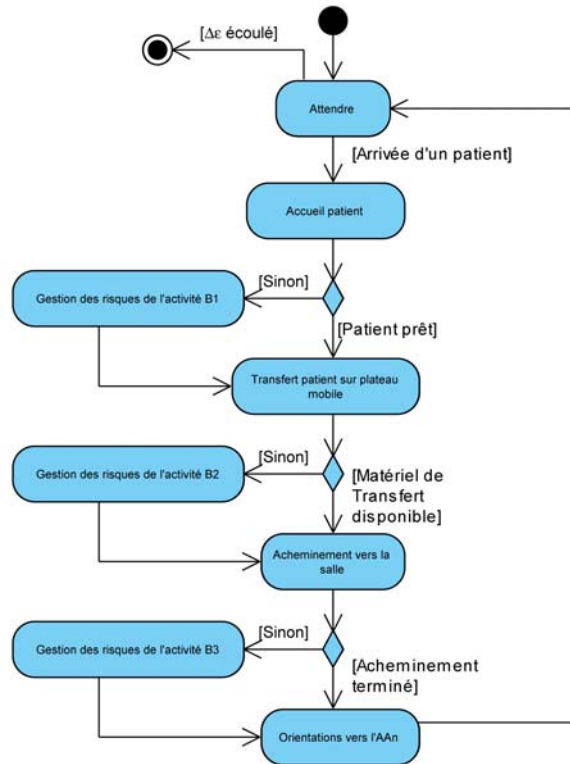 [Δε écoulé]
Attendre
[Arrivée d'un patient]
Accueil patient
[Sinon]
Gestion des risques de l'activité B1
[Patient prêt]
Transfert patient sur plateau
mobile
[Sinon]
Gestion des risques de l'activité B2
[Matériel de
Transfert
disponible]
Acheminement vers la
salle
[Sinon]
Gestion des risques de l'activité B3
[Acheminement
terminé]
Orientations vers l'AAn